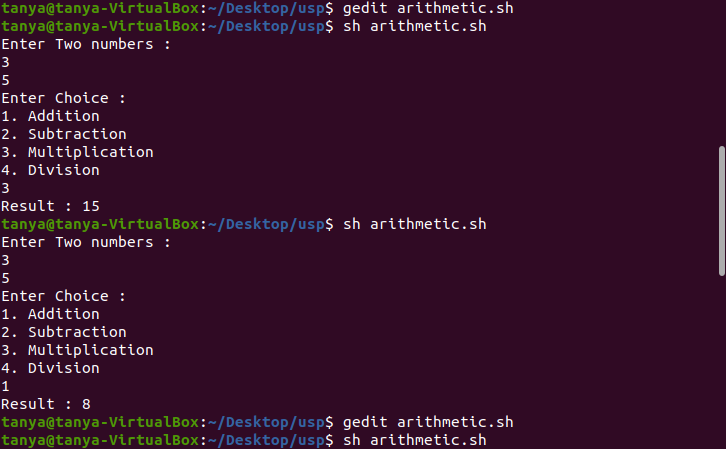 tanya@tanya-VirtualBox:~/Desktop/usp$ gedit arithmetic.sh
tanya@tanya-VirtualBox:~/Desktop/usp$ sh arithmetic.sh
Enter Two numbers :
3
5
Enter Choice :
1. Addition
2. Subtraction
3. Multiplication
4. Division
3
Result : 15
tanya@tanya-VirtualBox:~/Desktop/usp$ sh arithmetic.sh
Enter Two numbers :
3
5
Enter Choice :
1. Addition
2. Subtraction
3. Multiplication
4. Division
1
Result : 8
tanya@tanya-VirtualBox:~/Desktop/usp$ gedit arithmetic.sh
tanya@tanya-VirtualBox:~/Desktop/usp$ sh arithmetic.sh